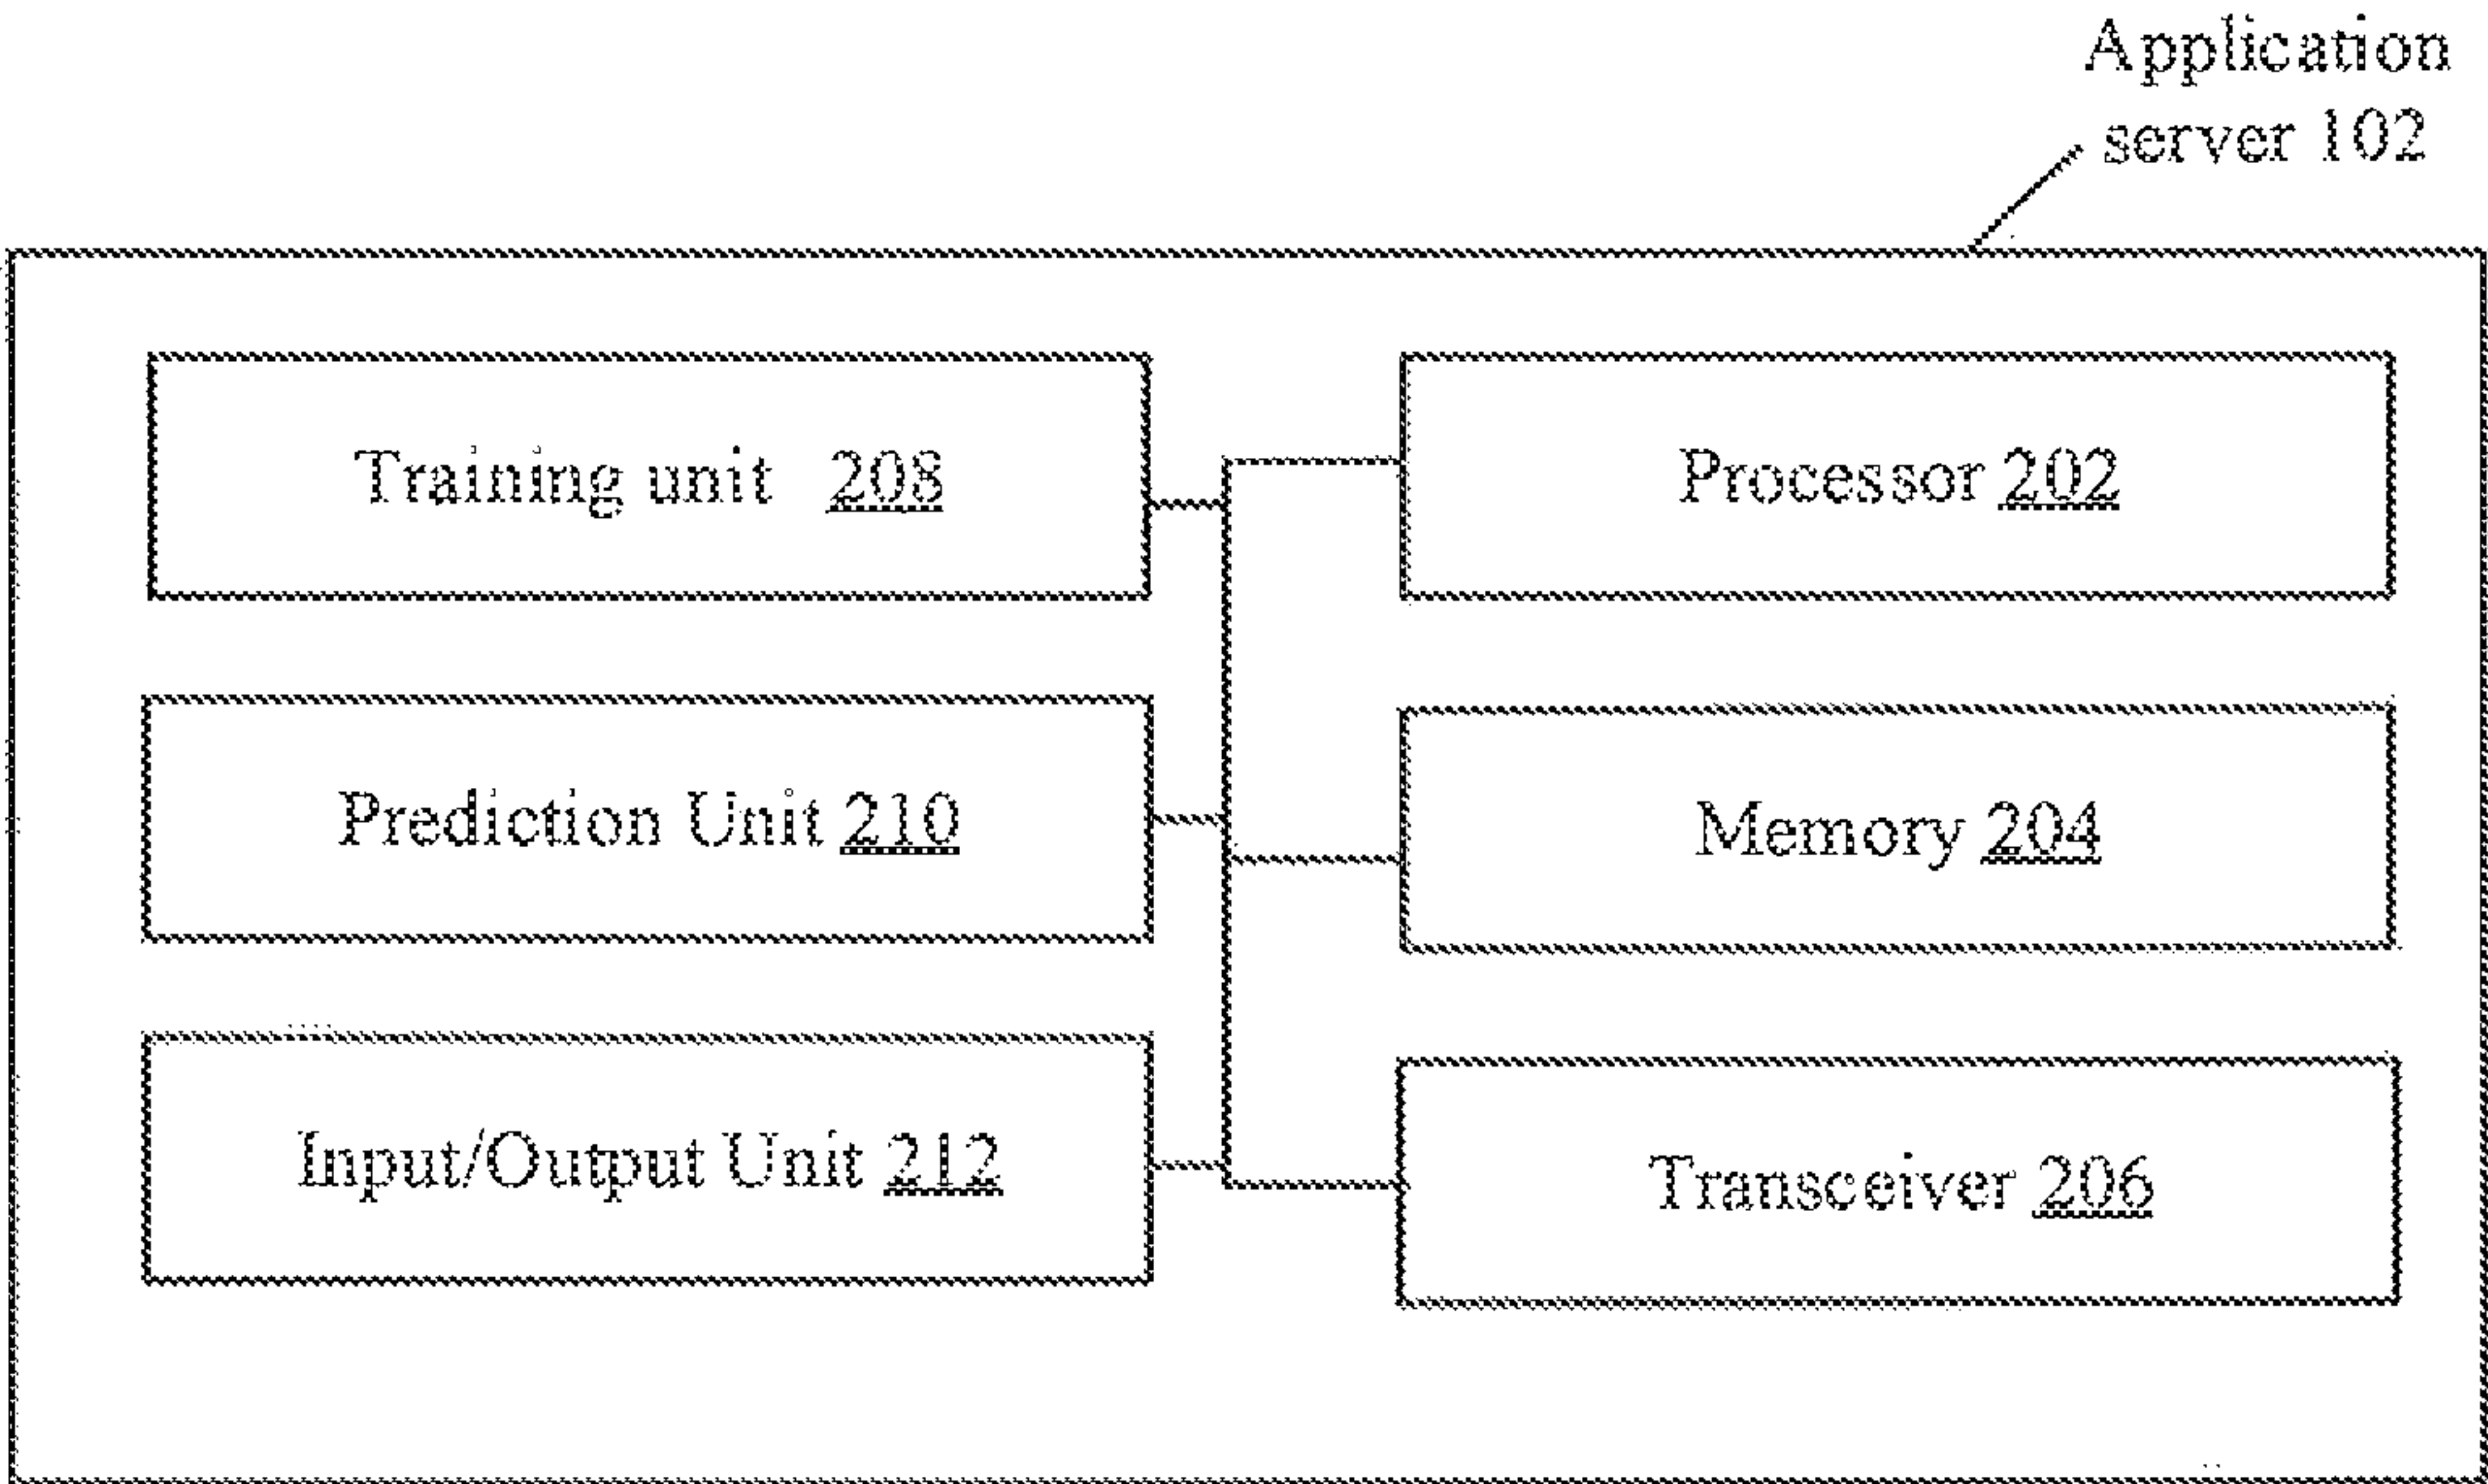 Application
server 102
Training unit 208
Processor 202
Prediction Unit 210
Memory 204
Input/Output Unit 212
Transceiver 206